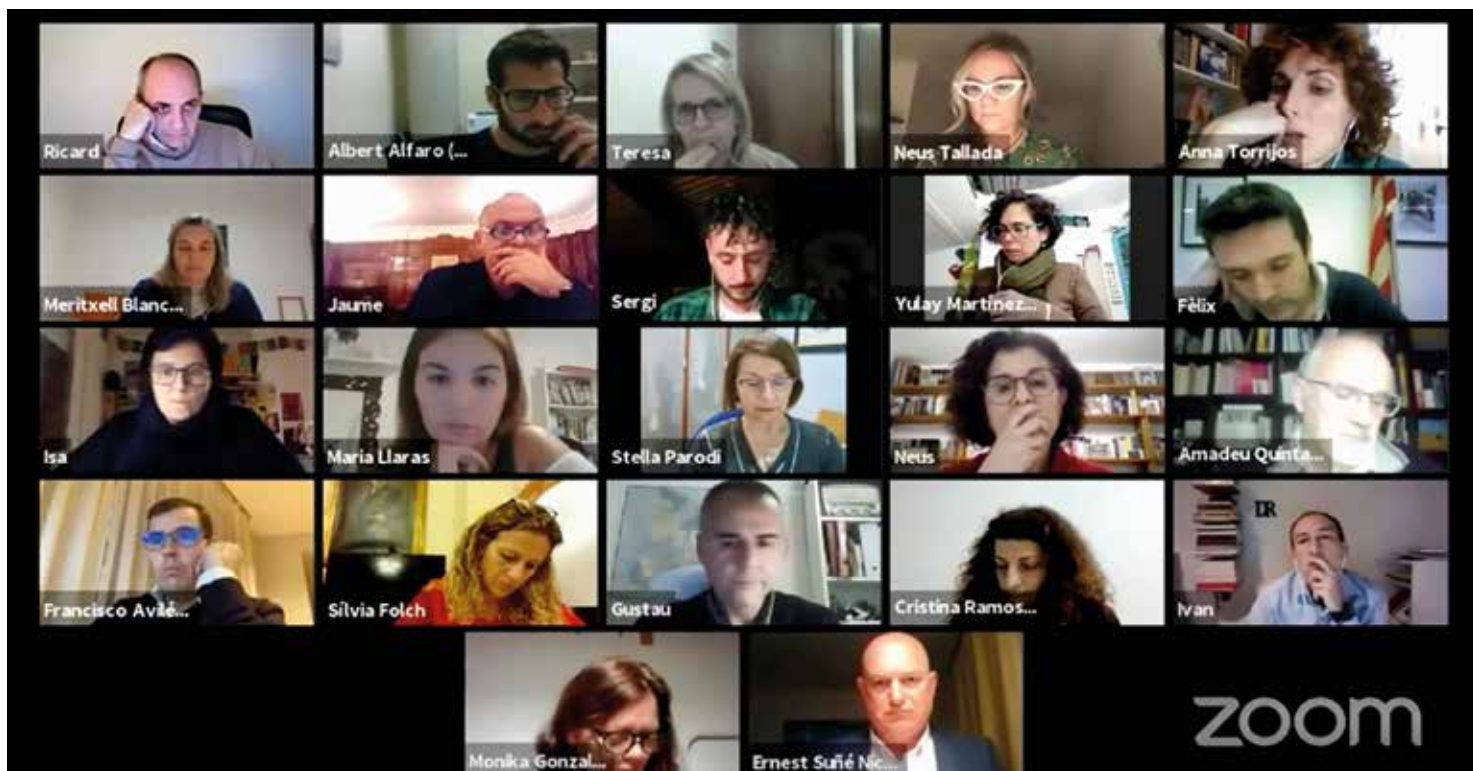 Ricard
Albert Alfaro (...
Teresa
Neus Tallada
Anna Torrijos
Meritxell Blanc...
Jaume
Sergi
Yulay Martínez...
Fèlix
Isa
Maria Llaras
Stella Parodi
Neus
Amadeu Quinta...
Francisco Avilé...
Sílvia Folch
Gustau
Cristina Ramos...
Ivan
Monika Gonzal...
Ernest Suñé Nic...
zoom